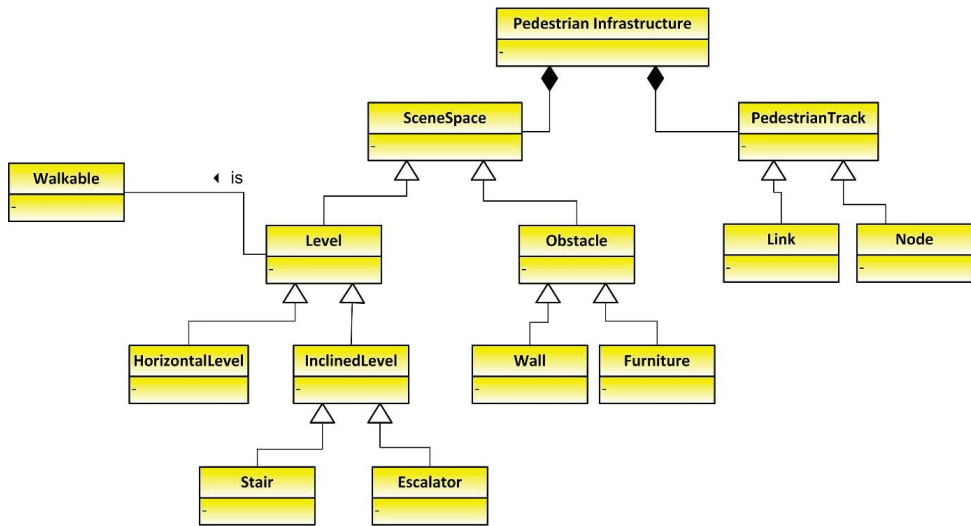 Pedestrian Infrastructure
-
SceneSpace
-
PedestrianTrack
-
Walkable
-
◄ is
Level
-
Obstacle
-
Link
-
Node
-
HorizontalLevel
-
InclinedLevel
-
Wall
-
Furniture
-
Stair
-
Escalator
-